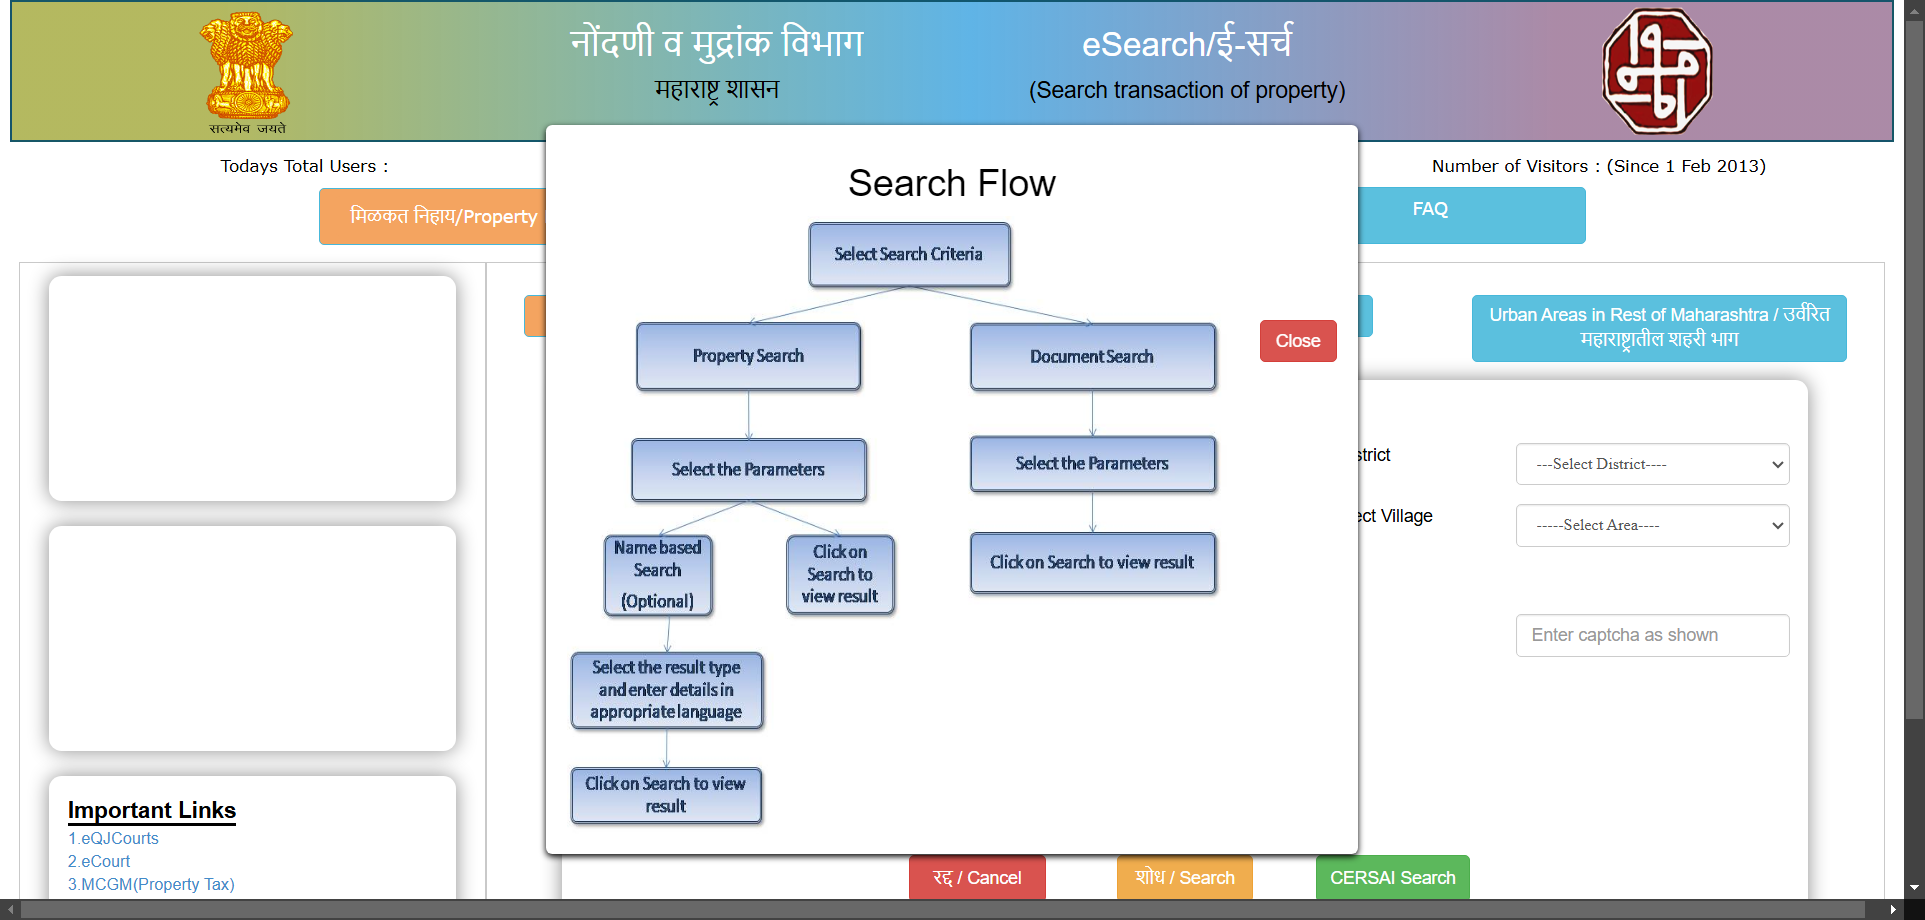 नोंदणी व मुद्रांक विभाग
महाराष्ट्र शासन
eSearch/ई-सर्च
(Search transaction of property)
सत्यमेव जयते
Todays Total Users :
Number of Visitors : (Since 1 Feb 2013)
मिळकत निहाय/Property
FAQ
Urban Areas in Rest of Maharashtra / उर्वरित
महाराष्ट्रातील शहरी भाग
Search Flow
Select Search Criteria
Property Search
Document Search
Close
Select the Parameters
Select the Parameters
Name based
Search
(Optional)
Click on
Search to
view result
Click on Search to view result
Select the result type
and enter details in
appropriate language
Click on Search to view
result
strict
---Select District----
ect Village
-----Select Area----
Enter captcha as shown
Important Links
1.eQJCourts
2.eCourt
3.MCGM(Property Tax)
रद्द / Cancel
शोध / Search
CERSAI Search